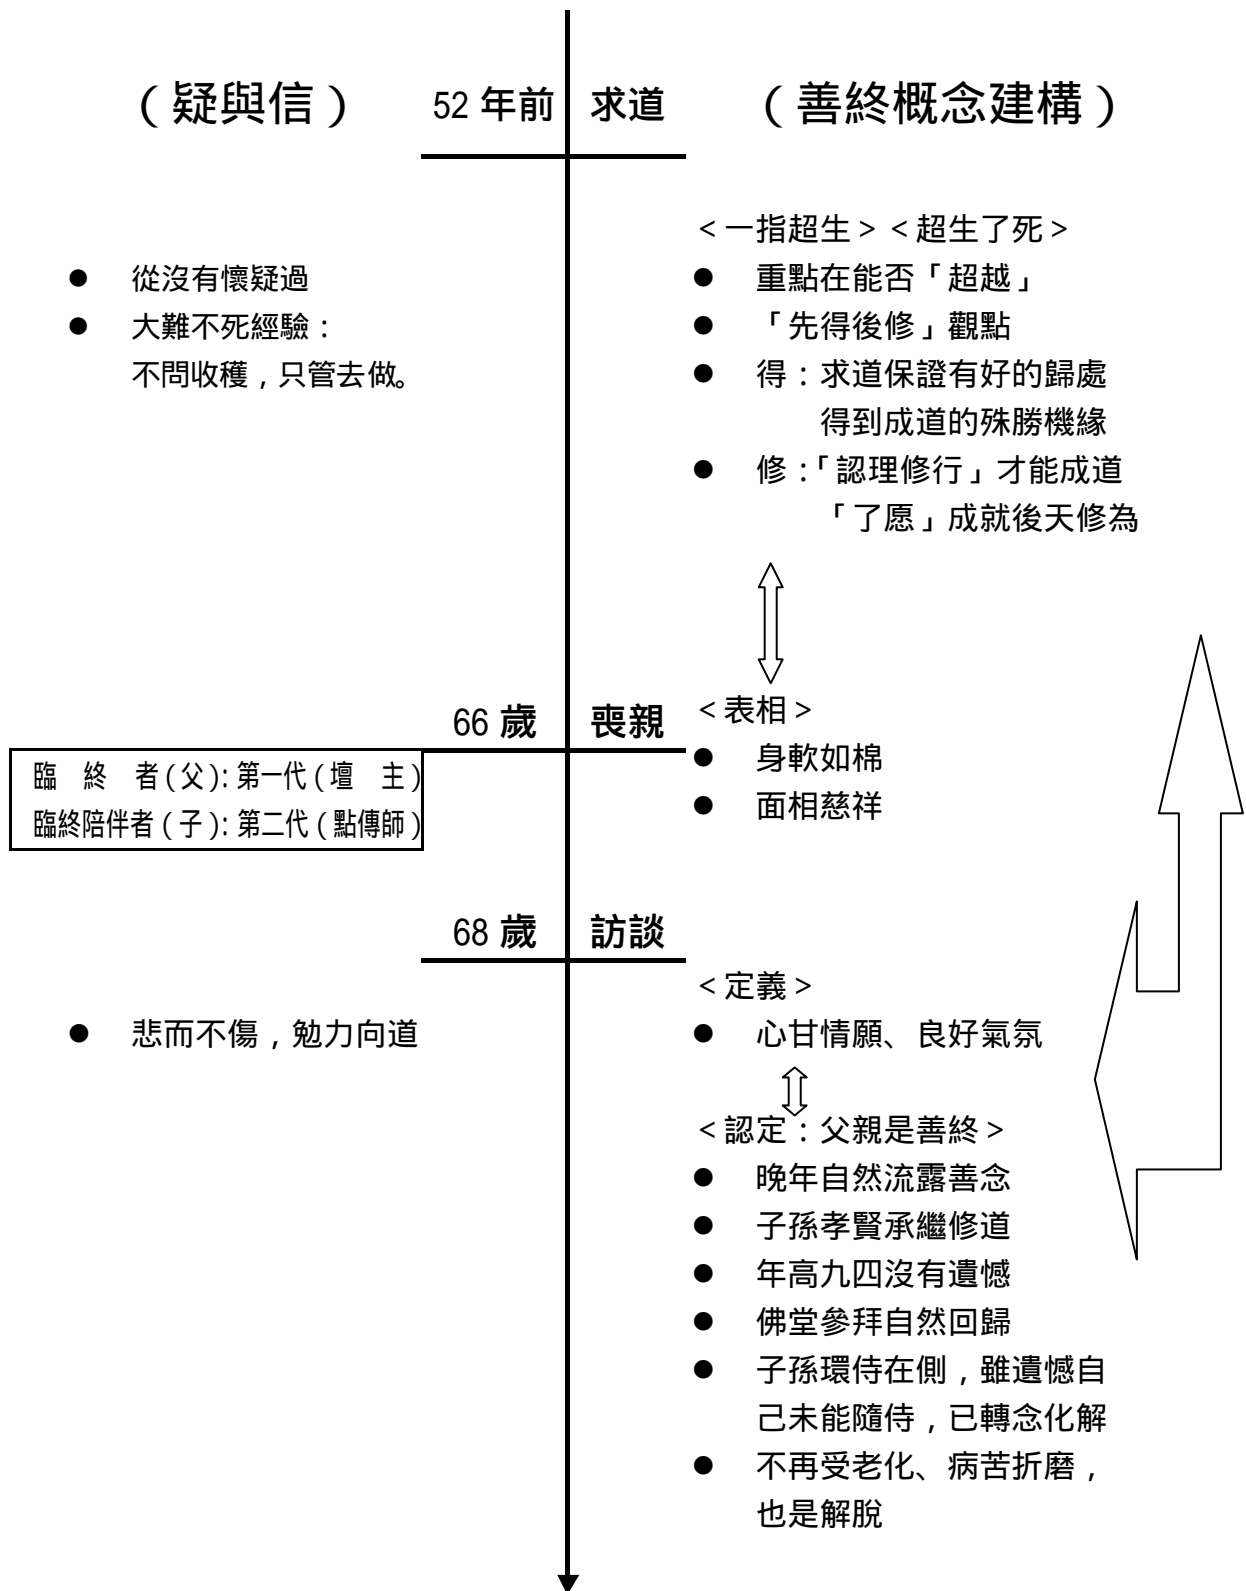 （疑與信）
52 年前
求道
（善終概念建構）
＜一指超生＞＜超生了死＞
● 從沒有懷疑過
● 大難不死經驗：
不問收穫，只管去做。
● 重點在能否「超越」
● 「先得後修」觀點
● 得：求道保證有好的歸處
得到成道的殊勝機緣
● 修：「認理修行」才能成道
「了愿」成就後天修為
66 歲
喪親
臨　終　者（父）：第一代（壇　主）
臨終陪伴者（子）：第二代（點傳師）
＜表相＞
● 身軟如棉
● 面相慈祥
68 歲
訪談
● 悲而不傷，勉力向道
＜定義＞
● 心甘情願、良好氣氛
＜認定：父親是善終＞
● 晚年自然流露善念
● 子孫孝賢承繼修道
● 年高九四沒有遺憾
● 佛堂參拜自然回歸
● 子孫環侍在側，雖遺憾自
己未能隨侍，已轉念化解
● 不再受老化、病苦折磨，
也是解脫